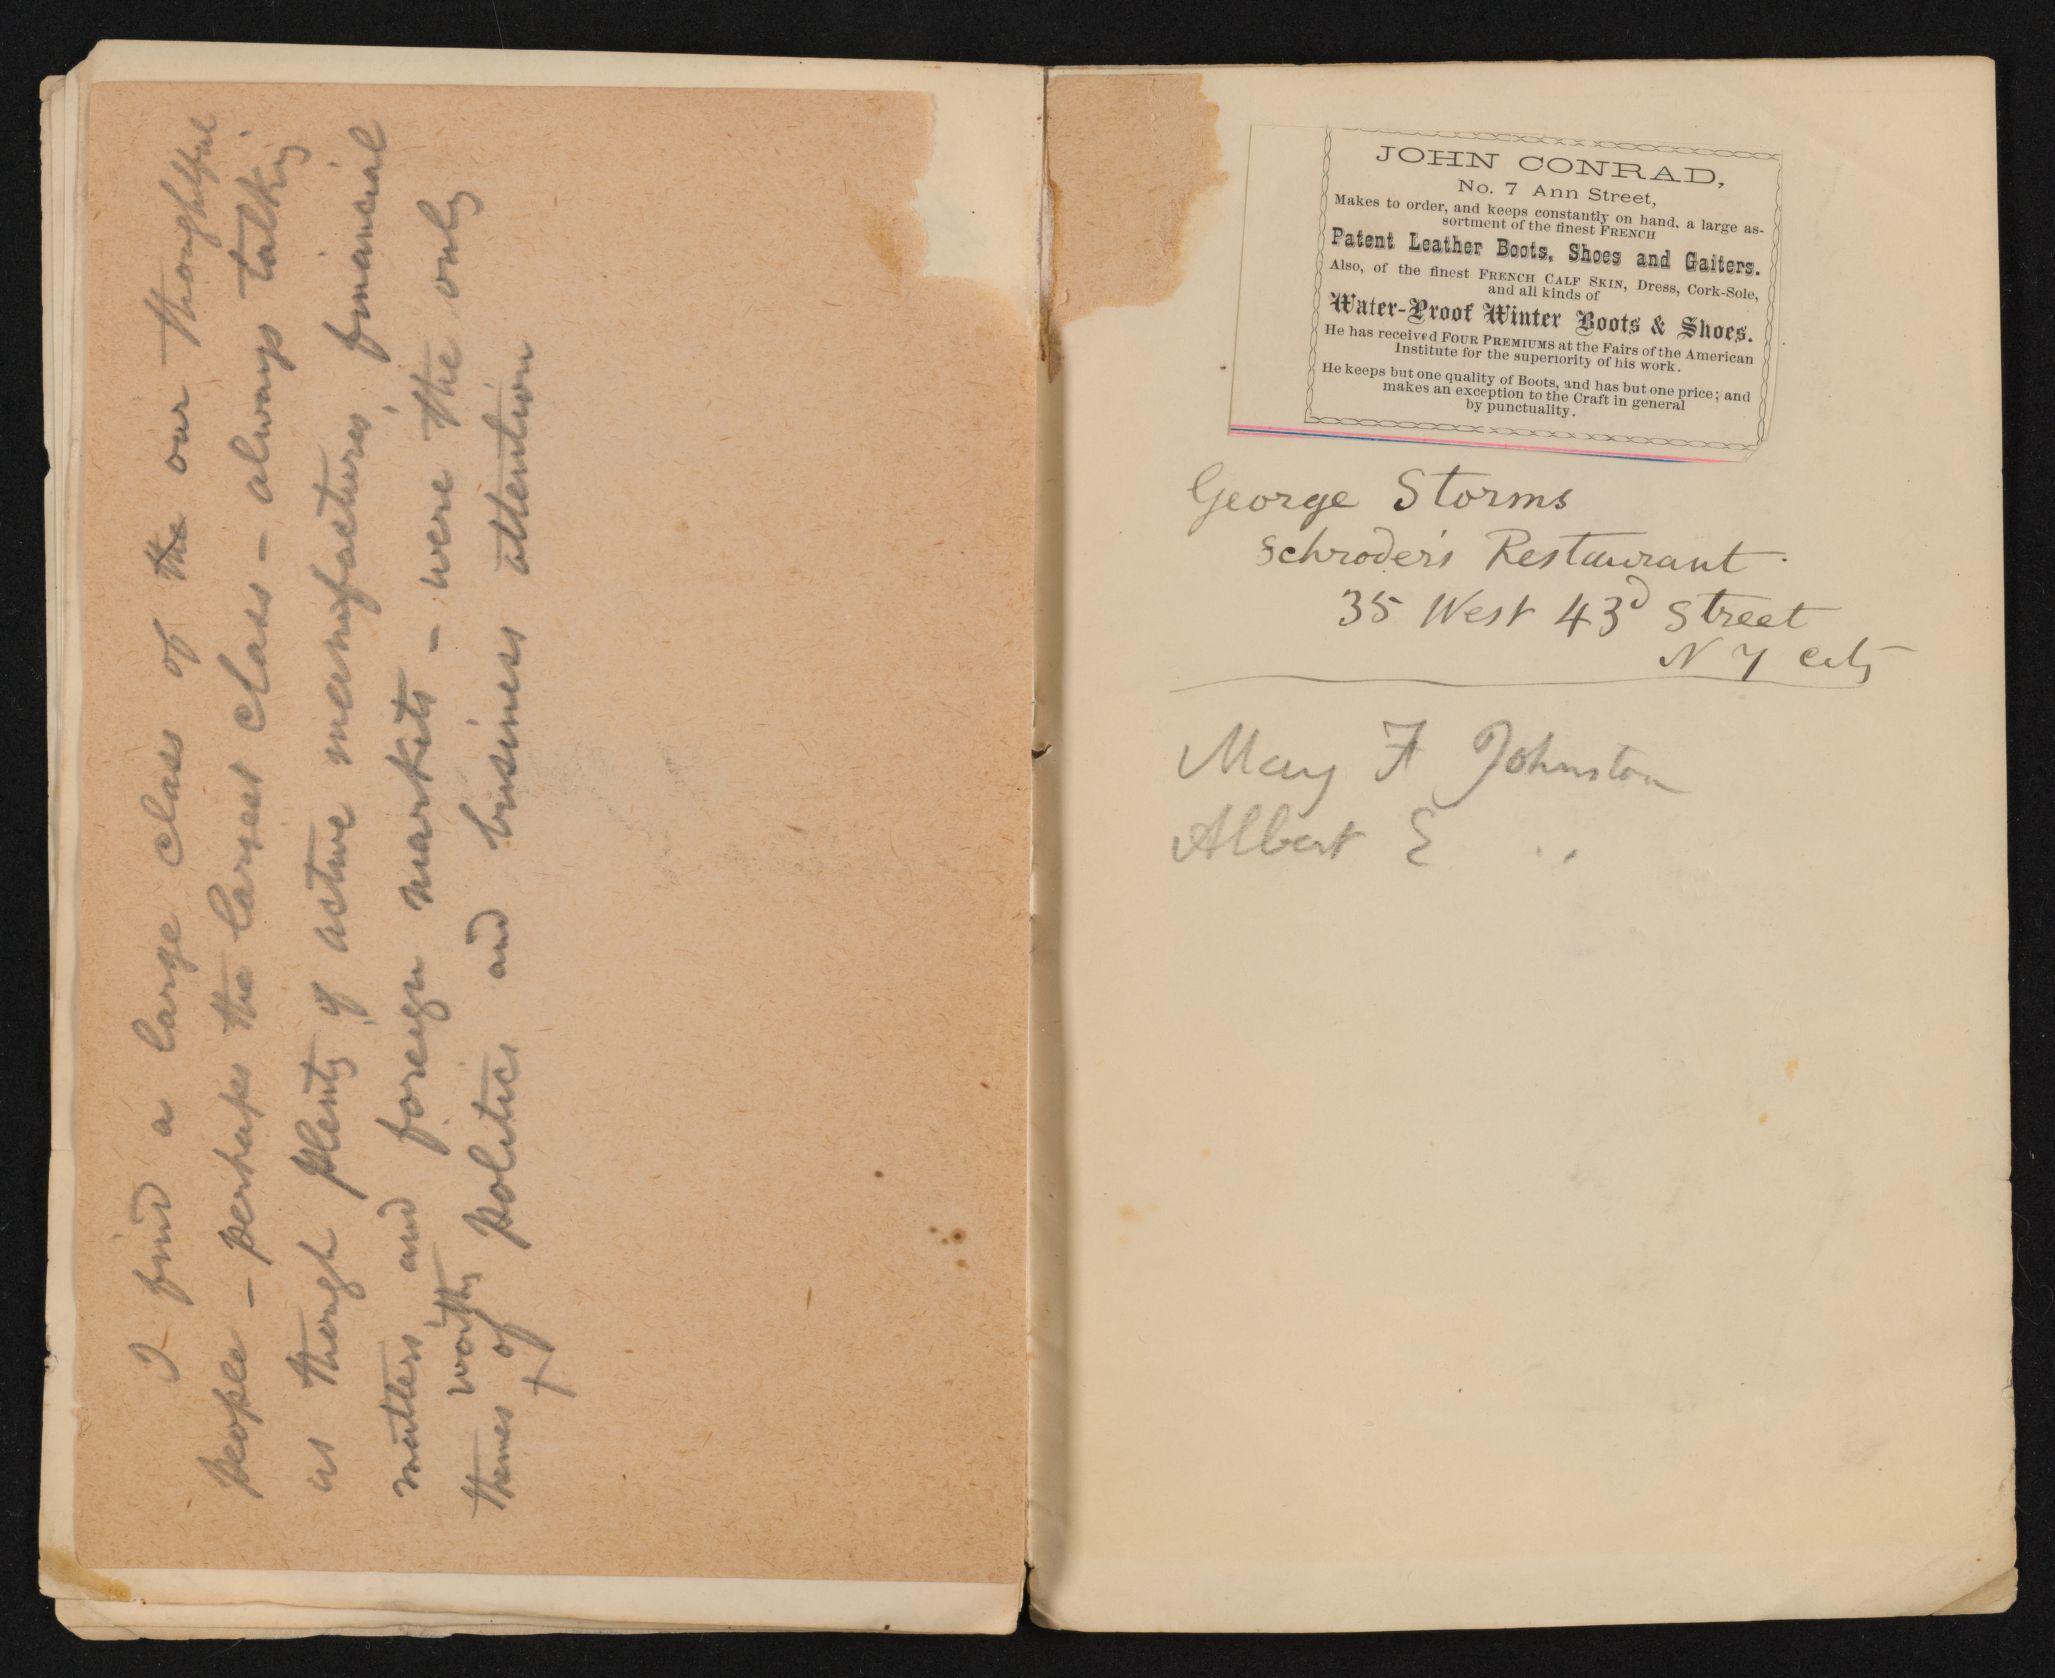 I find a large class of the our thoughtful
people – perhaps the largest class – always talking
as though plenty of active manufactures, financial
matters, and foreign markets – were the only
themes of worthy
politics and business attention
JOHN CONRAD,
No. 7 Ann Street,
Makes to order, and keeps constantly on hand, a large as-
sortment of the finest FRENCH
Patent Leather Boots, Shoes and Gaiters.
Also, of the finest FRENCH CALF SKIN, Dress, Cork-Sole,
and all kinds of
Water-Proof Winter Boots & Shoes.
He has received FOUR PREMIUMS at the Fairs of the American
Institute for the superiority of his work.
He keeps but one quality of Boots, and has but one price; and
makes an exception to the Craft in general
by punctuality.
George Storms
Schroder's Restaurant
35 West 43d Street
N Y City
Mary F Johnston
Albert E "